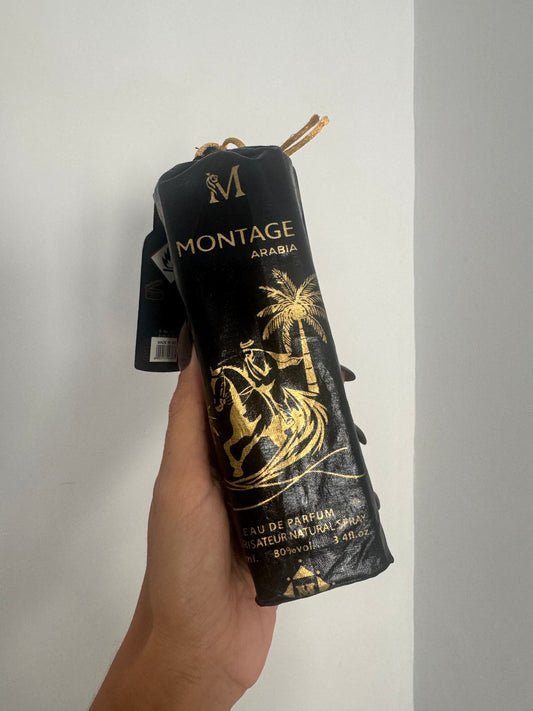 M
MONTAGE
ARABIA
EAU DE PARFUM
NATURAL SPRAY
80%vol. 3.4fl.oz